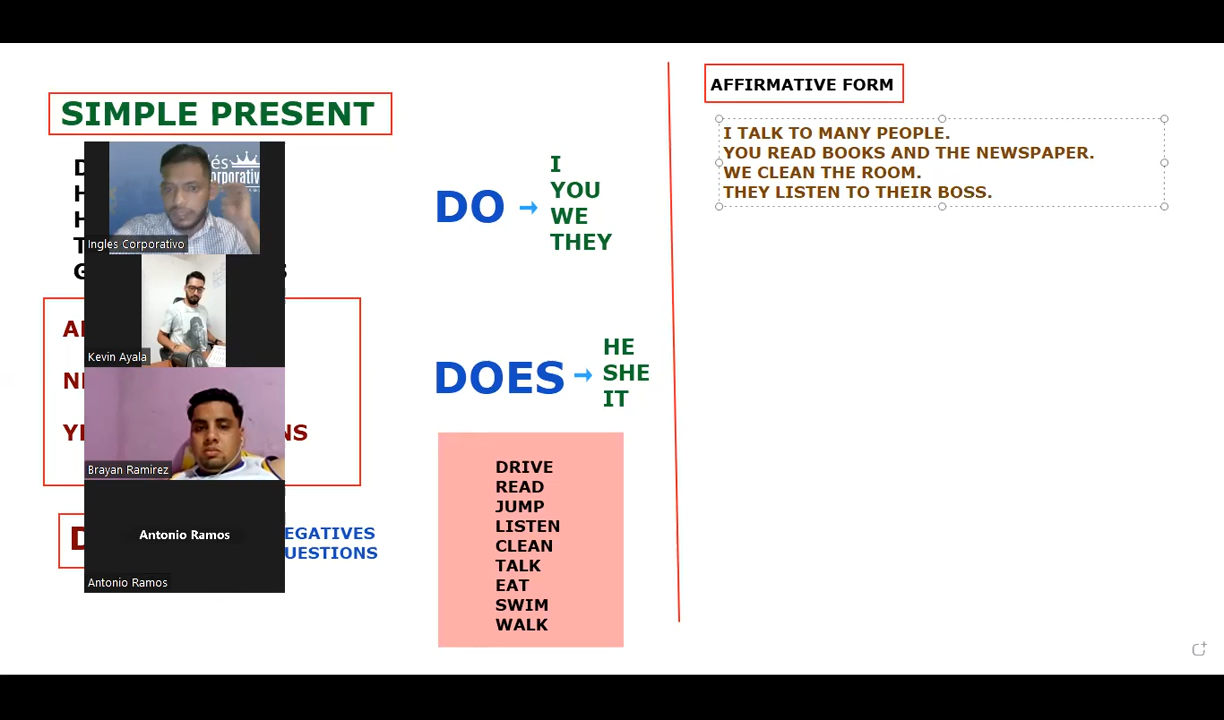 SIMPLE PRESENT
Inglés Corporativo
Kevin Ayala
Brayan Ramirez
Antonio Ramos
Antonio Ramos
EGATIVES
UESTIONS
DO → I
YOU
WE
THEY
DOES → HE
SHE
IT
DRIVE
READ
JUMP
LISTEN
CLEAN
TALK
EAT
SWIM
WALK
AFFIRMATIVE FORM
I TALK TO MANY PEOPLE.
YOU READ BOOKS AND THE NEWSPAPER.
WE CLEAN THE ROOM.
THEY LISTEN TO THEIR BOSS.